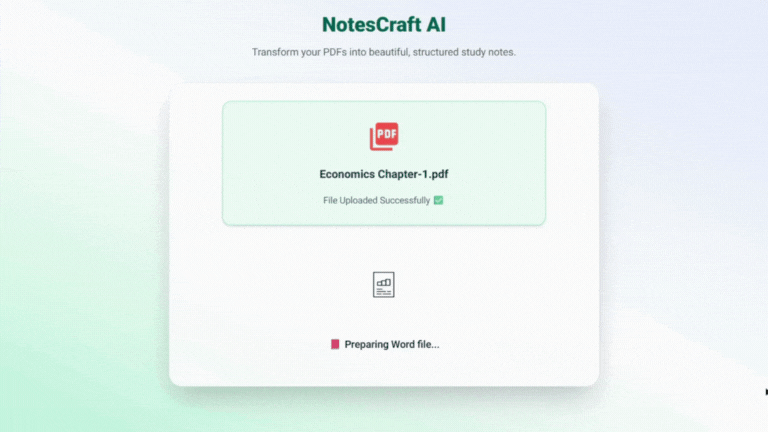 NotesCraft AI
Transform your PDFs into beautiful, structured study notes.
PDF
Economics Chapter-1.pdf
File Uploaded Successfully ✅
📕 Preparing Word file...